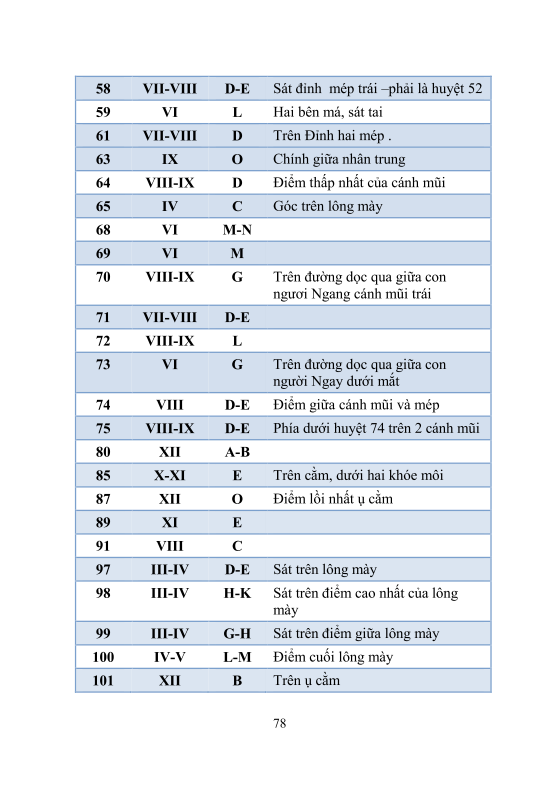 58 VII-VIII D-E Sát đỉnh mép trái –phải là huyệt 52
59 VI L Hai bên má, sát tai
61 VII-VIII D Trên Đỉnh hai mép .
63 IX O Chính giữa nhân trung
64 VIII-IX D Điểm thấp nhất của cánh mũi
65 IV C Góc trên lông mày
68 VI M-N
69 VI M
70 VIII-IX G Trên đường dọc qua giữa con
ngươi Ngang cánh mũi trái
71 VII-VIII D-E
72 VIII-IX L
73 VI G Trên đường dọc qua giữa con
người Ngay dưới mắt
74 VIII D-E Điểm giữa cánh mũi và mép
75 VIII-IX D-E Phía dưới huyệt 74 trên 2 cánh mũi
80 XII A-B
85 X-XI E Trên cằm, dưới hai khóe môi
87 XII O Điểm lồi nhất ụ cằm
89 XI E
91 VIII C
97 III-IV D-E Sát trên lông mày
98 III-IV H-K Sát trên điểm cao nhất của lông
mày
99 III-IV G-H Sát trên điểm giữa lông mày
100 IV-V L-M Điểm cuối lông mày
101 XII B Trên ụ cằm
78